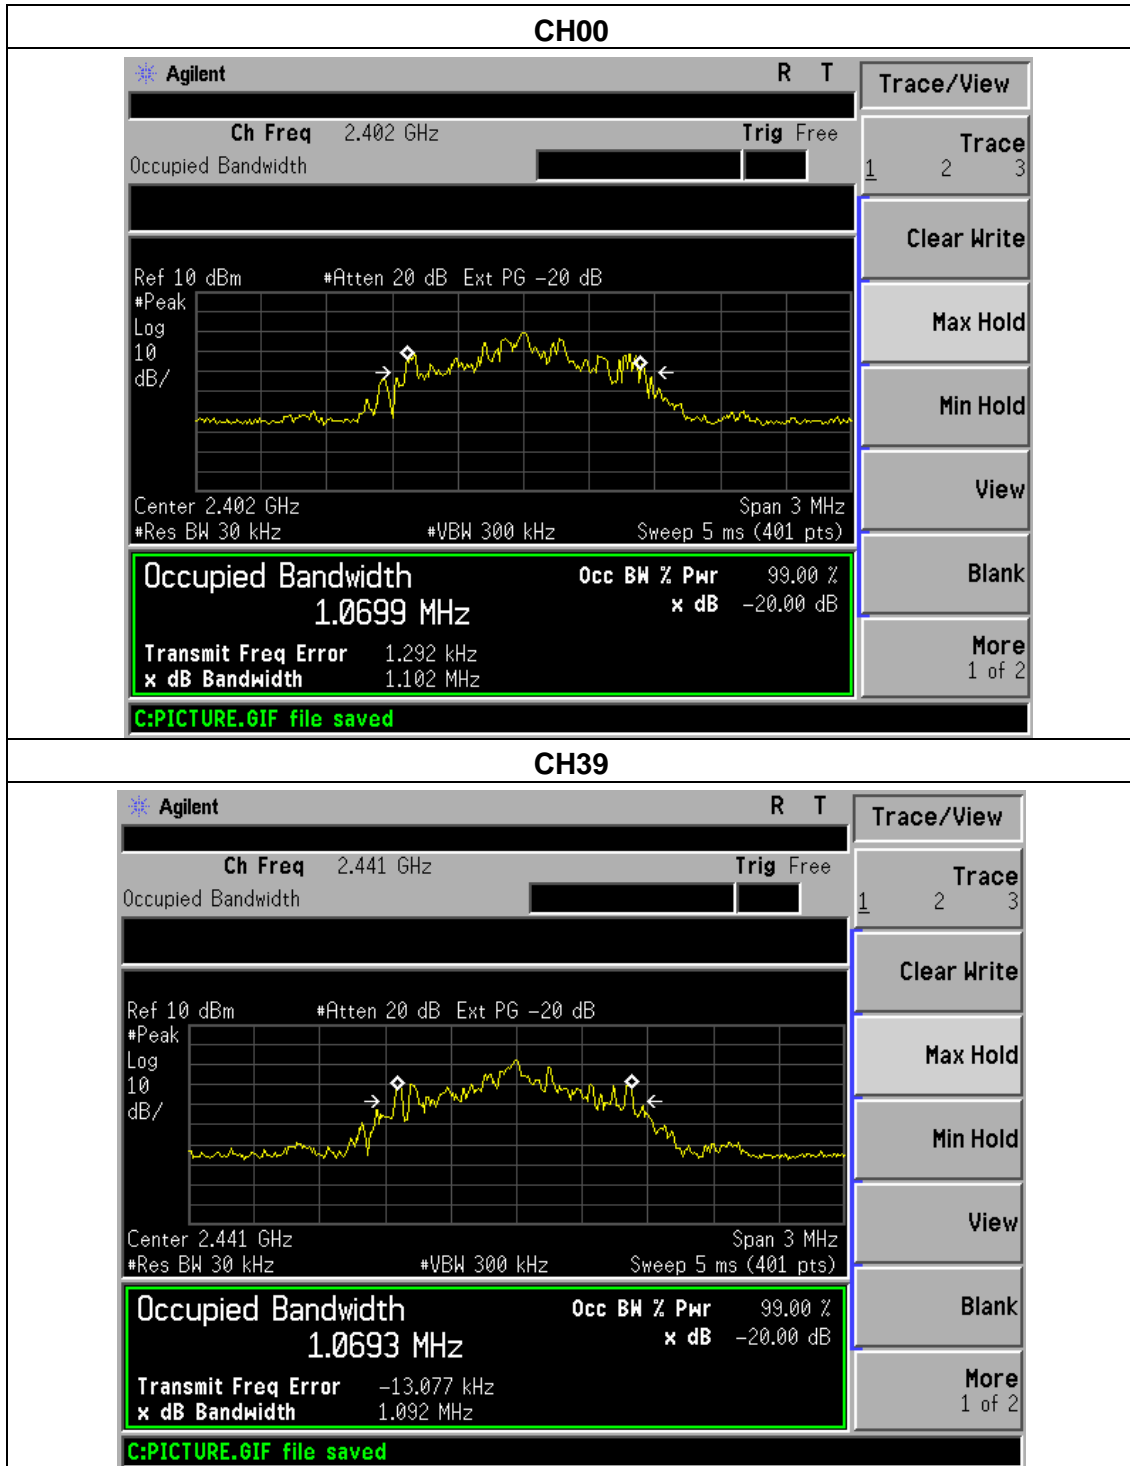 CH00
Agilent R T
Trace/View
Ch Freq 2.402 GHz Trig Free
Occupied Bandwidth
Trace
1 2 3
Clear Write
Max Hold
Min Hold
View
Blank
More
1 of 2
Ref 10 dBm #Atten 20 dB Ext PG -20 dB
#Peak
Log
10
dB/
Center 2.402 GHz Span 3 MHz
#Res BW 30 kHz #VBW 300 kHz Sweep 5 ms (401 pts)
Occupied Bandwidth Occ BW % Pwr 99.00 %
1.0699 MHz x dB -20.00 dB
Transmit Freq Error 1.292 kHz
x dB Bandwidth 1.102 MHz
C:PICTURE.GIF file saved
CH39
Agilent R T
Trace/View
Ch Freq 2.441 GHz Trig Free
Occupied Bandwidth
Trace
1 2 3
Clear Write
Max Hold
Min Hold
View
Blank
More
1 of 2
Ref 10 dBm #Atten 20 dB Ext PG -20 dB
#Peak
Log
10
dB/
Center 2.441 GHz Span 3 MHz
#Res BW 30 kHz #VBW 300 kHz Sweep 5 ms (401 pts)
Occupied Bandwidth Occ BW % Pwr 99.00 %
1.0693 MHz x dB -20.00 dB
Transmit Freq Error -13.077 kHz
x dB Bandwidth 1.092 MHz
C:PICTURE.GIF file saved